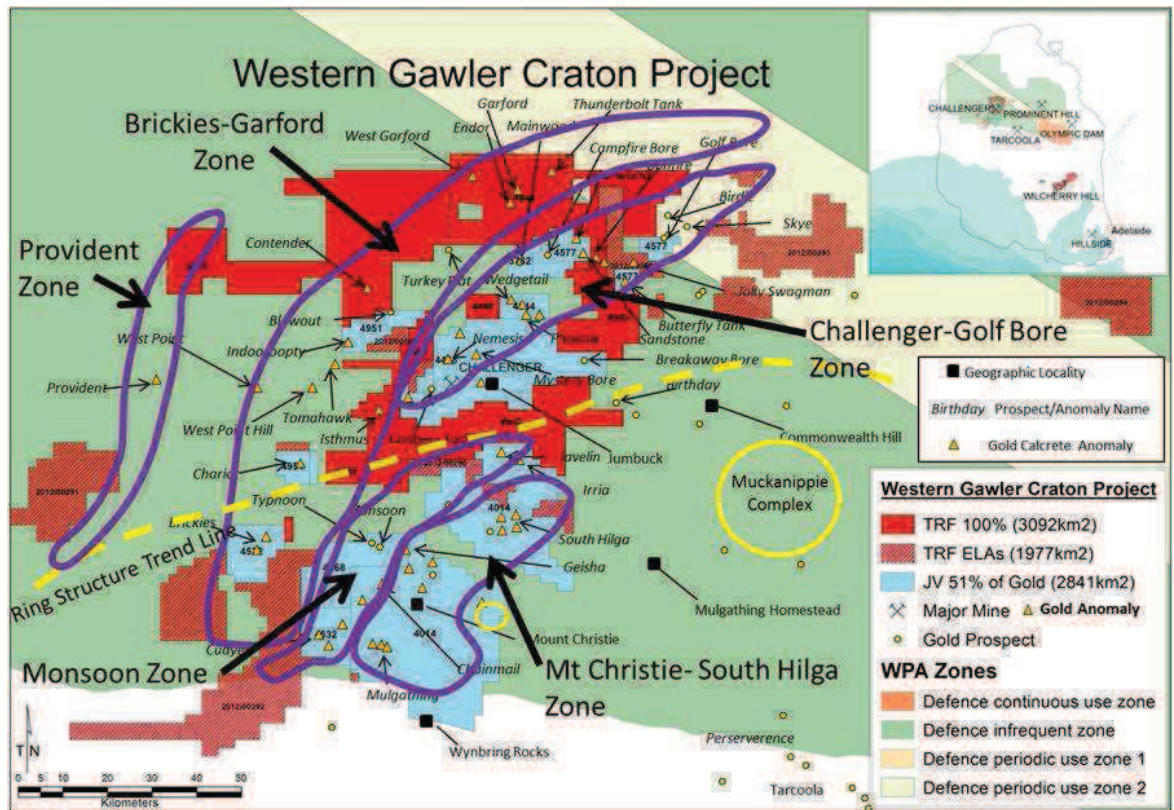 Western Gawler Craton Project
Brickies-Garford
Zone
Garford
Thunderbolt Tank
Endor
West Garford
Campfire Bore
Golf Bore
Birdie
Skye
Provident
Zone
Contender
4577
4577
Turkey Flat
Wedgetail
Jolly Swagman
Butterfly Tank
Sandstone
Challenger-Golf Bore
Zone
Blowout
4951
Indooroopty
Nemesis
CHALLENGER
Breakaway Bore
Birthday
West Point
Provident
Tomahawk
West Point Hill
Isthmus
Mystery Bore
Commonwealth Hill
Jumbuck
Javelin
Irria
Muckanippie
Complex
2012/00291
Typhoon
Brickies
4014
South Hilga
Geisha
Ring Structure Trend Line
Mulgathing Homestead
4014
Mount Christie
Monsoon Zone
Chainmail
Mulgathing
Mt Christie- South Hilga
Zone
2012/00292
Wynbring Rocks
Perserverence
Tarcoola
T N
0 5 10 20 30 40 50
Kilometers
CHALLENGER
PROMINENT HILL
OLYMPIC DAM
TARCOOLA
WILCHERRY HILL
Adelaide
HILLSIDE
2012/00293
2012/00294
Geographic Locality
Birthday Prospect/Anomaly Name
Gold Calcrete Anomaly
Western Gawler Craton Project
TRF 100% (3092km2)
TRF ELAs (1977km2)
JV 51% of Gold (2841km2)
Major Mine Gold Anomaly
Gold Prospect
WPA Zones
Defence continuous use zone
Defence infrequent zone
Defence periodic use zone 1
Defence periodic use zone 2